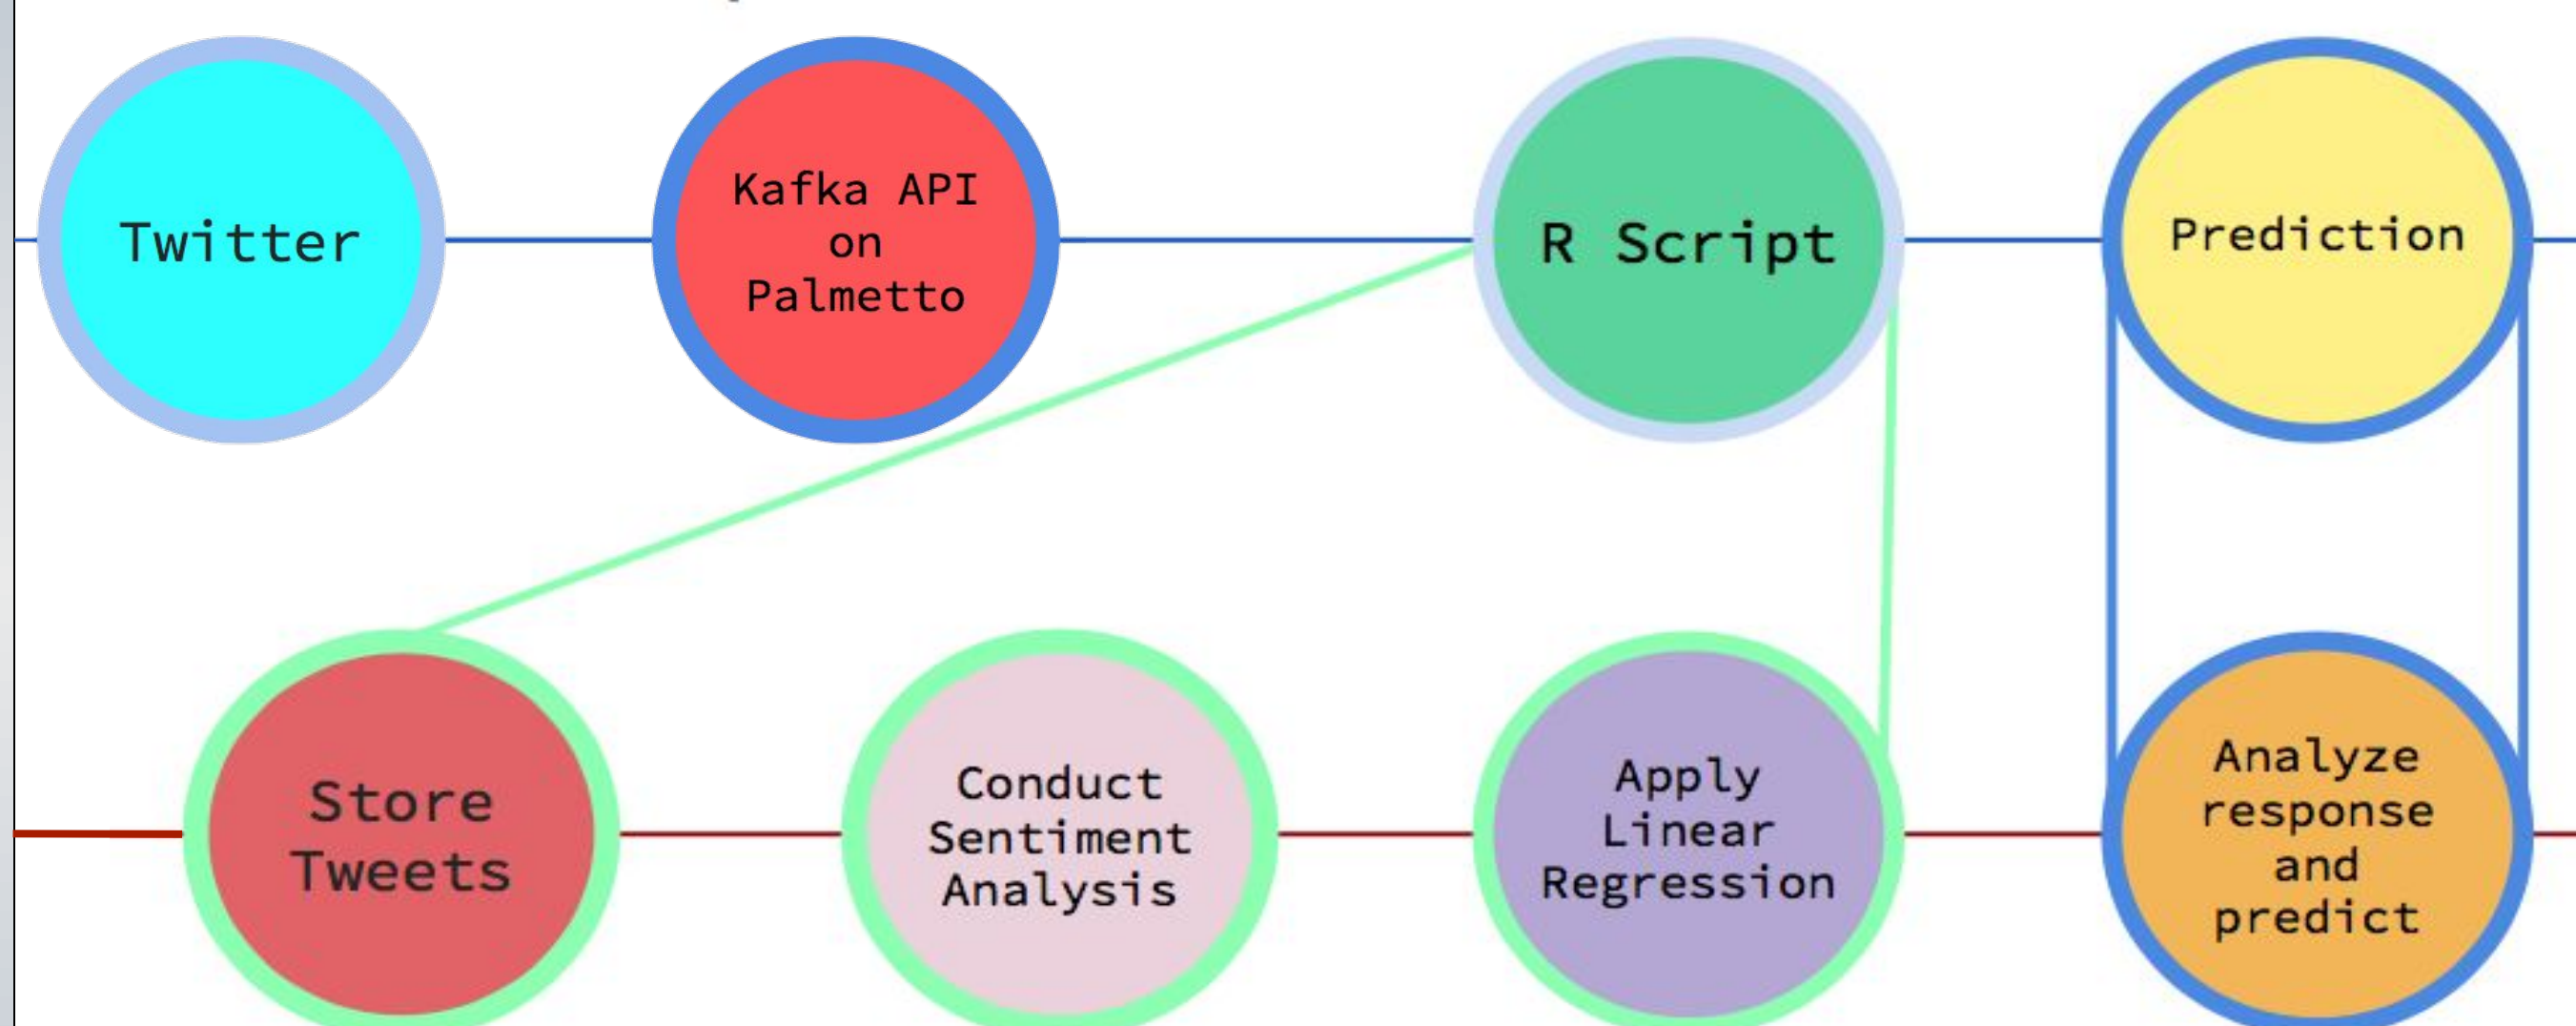 Twitter
Kafka API
on
Palmetto
R Script
Prediction
Store
Tweets
Conduct
Sentiment
Analysis
Apply
Linear
Regression
Analyze
response
and
predict